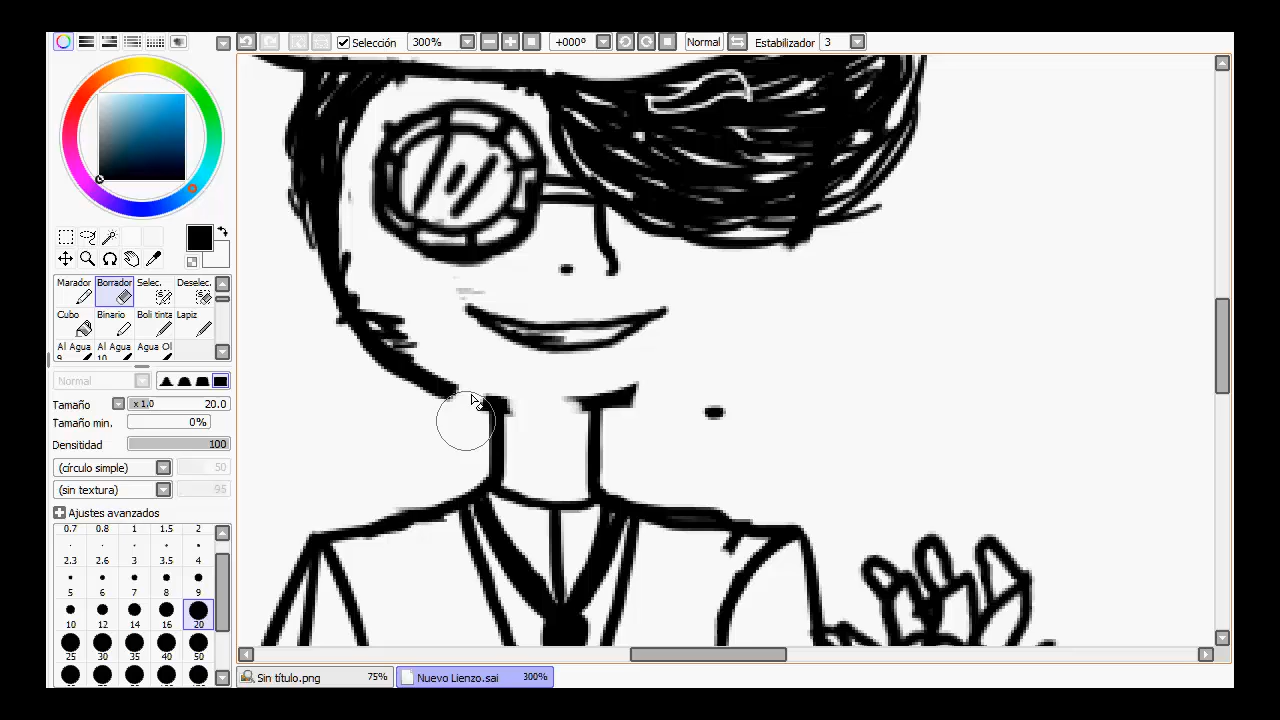 Selección 300% +000º Normal Estabilizador 3
Marador Borrador Selec. Deselec.
Cubo Binario Boli tinta Lapiz
Al Agua Al Agua Agua Ol
9 10
Normal
Tamaño x 1.0 20.0
Tamaño min. 0%
Densitidad 100
(círculo simple) 50
(sin textura) 95
Ajustes avanzados
0.7 0.8 1 1.5 2
2.3 2.6 3 3.5 4
5 6 7 8 9
10 12 14 16 20
25 30 35 40 50
Sin título.png 75% Nuevo Lienzo.sai 300%